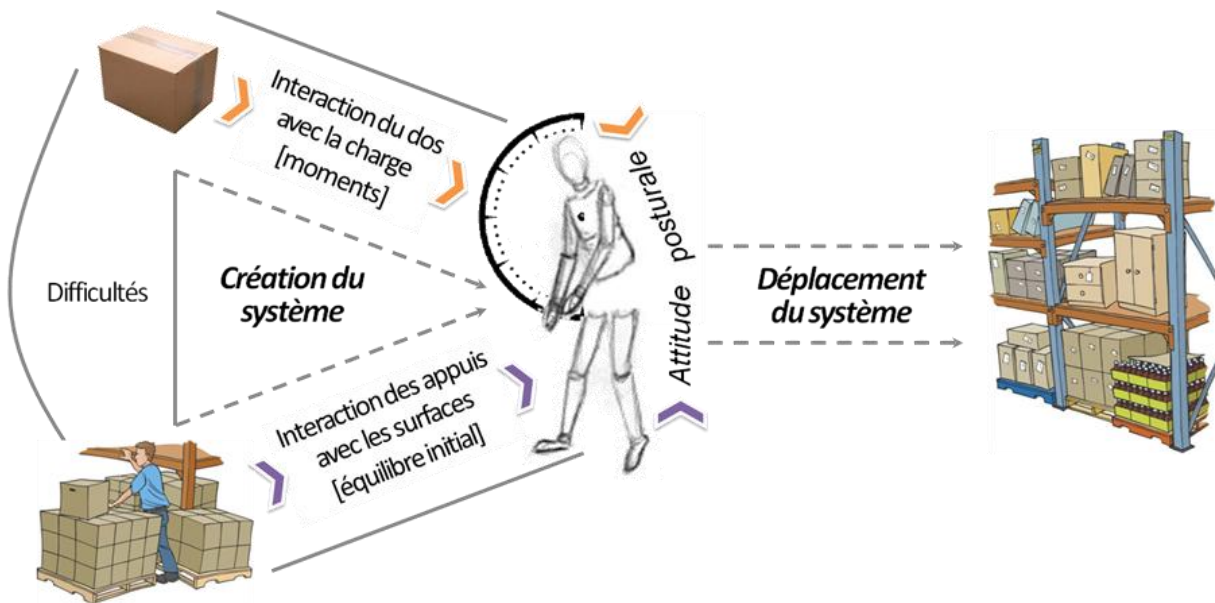 Interaction du dos
avec la charge
[moments]
Difficultés
Création du
système
Interaction des appuis
avec les surfaces
[équilibre initial]
Attitude posturale
Déplacement
du système